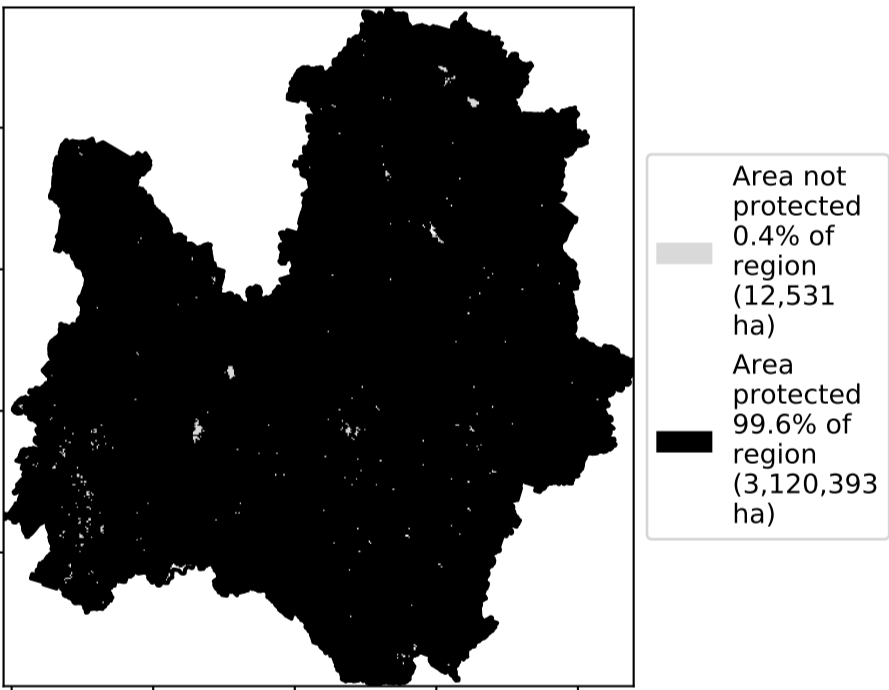 Area not
protected
0.4% of
region
(12,531
ha)
Area
protected
99.6% of
region
(3,120,393
ha)